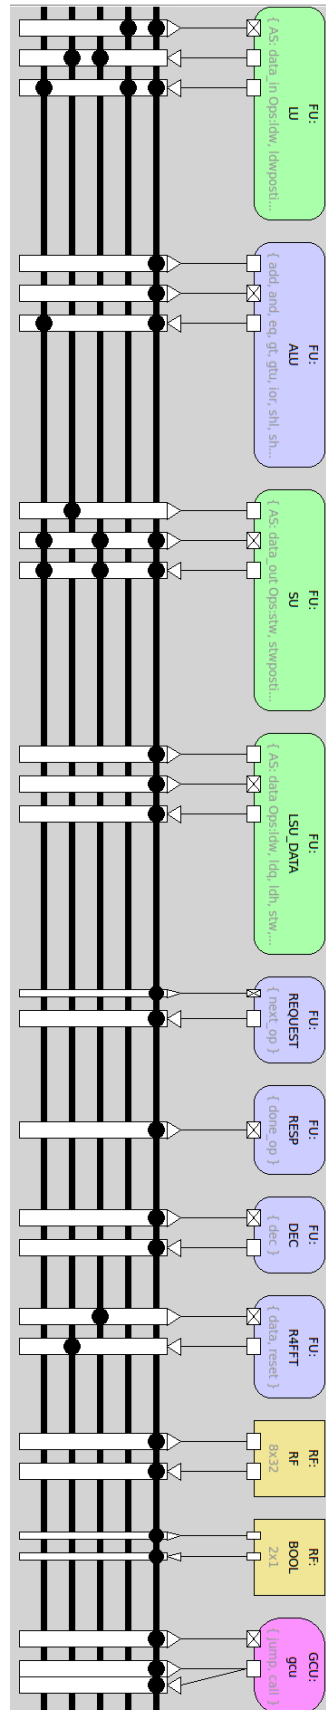 FU:
LU
{ AS: data_in Ops:ldw, ldwposti...
FU:
ALU
{ add, and, eq, gt, gtu, ior, shl, sh...
FU:
SU
{ AS: data_out Ops:stw, stwposti...
FU:
LSU_DATA
{ AS: data Ops:ldw, ldq, ldh, stw,...
FU:
REQUEST
{ next_op }
FU:
RESP
{ done_op }
FU:
DEC
{ dec }
FU:
R4FFT
{ data, reset }
RF:
RF
8x32
RF:
BOOL
2x1
GCU:
gcu
{ jump, call }